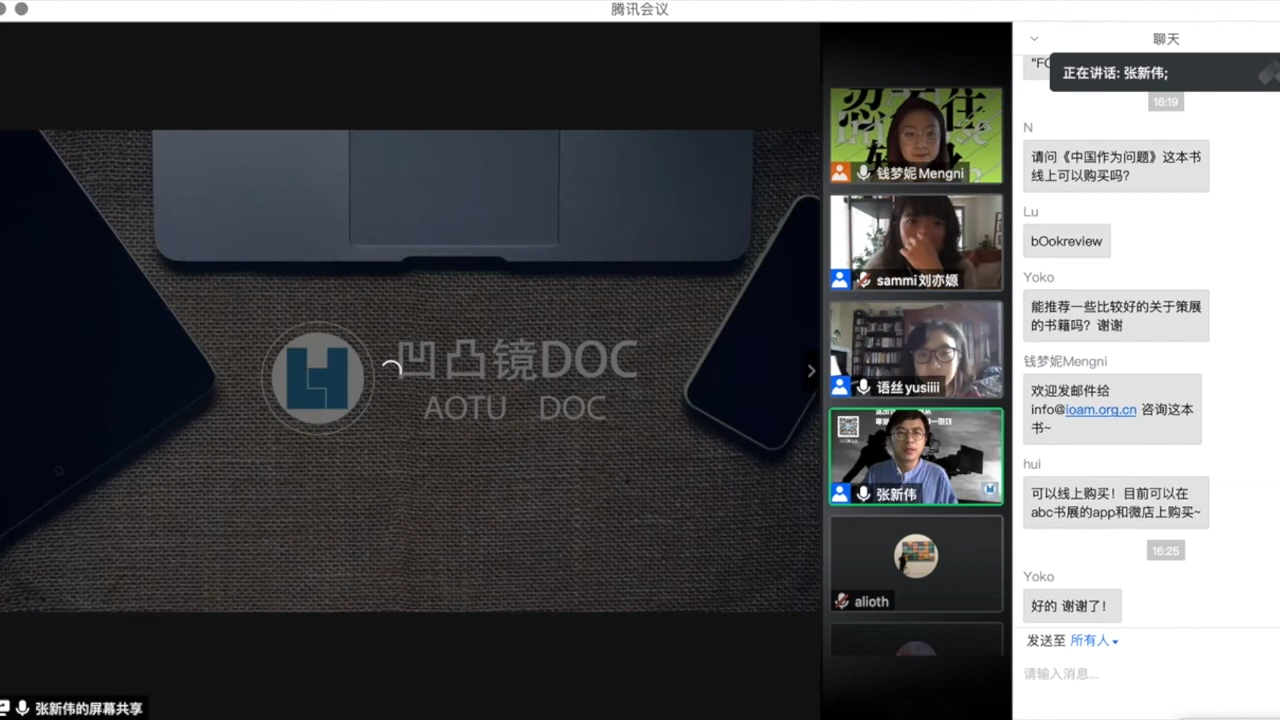 腾讯会议
凹凸镜DOC
AOTU DOC
张新伟的屏幕共享
钱梦妮Mengni
sammi刘亦嫄
语丝yusiiii
张新伟
alioth
聊天
"FC
正在讲话: 张新伟;
16:19
N
请问《中国作为问题》这本书
线上可以购买吗?
Lu
bOokreview
Yoko
能推荐一些比较好的关于策展
的书籍吗？谢谢
钱梦妮Mengni
欢迎发邮件给
info@ioam.org.cn 咨询这本
书~
hui
可以线上购买！目前可以在
abc书展的app和微店上购买~
16:25
Yoko
好的 谢谢了！
发送至 所有人
请输入消息...